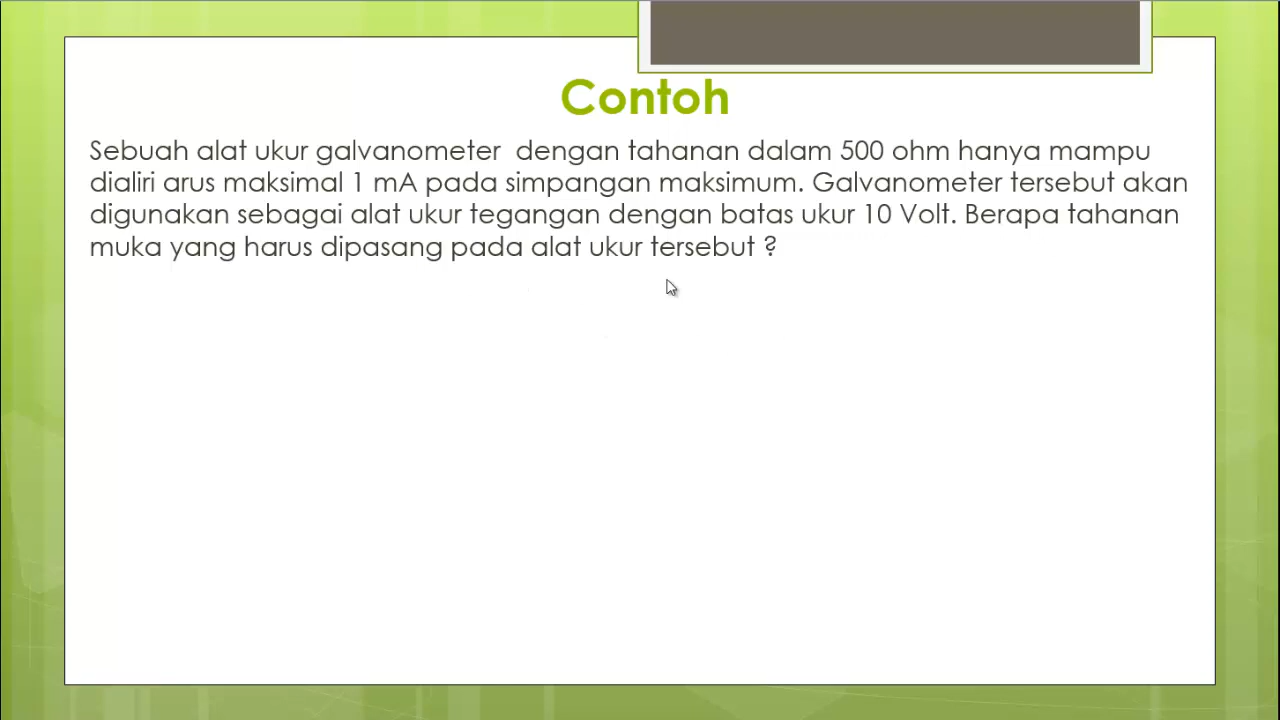 Contoh
Sebuah alat ukur galvanometer dengan tahanan dalam 500 ohm hanya mampu
dialiri arus maksimal 1 mA pada simpangan maksimum. Galvanometer tersebut akan
digunakan sebagai alat ukur tegangan dengan batas ukur 10 Volt. Berapa tahanan
muka yang harus dipasang pada alat ukur tersebut ?